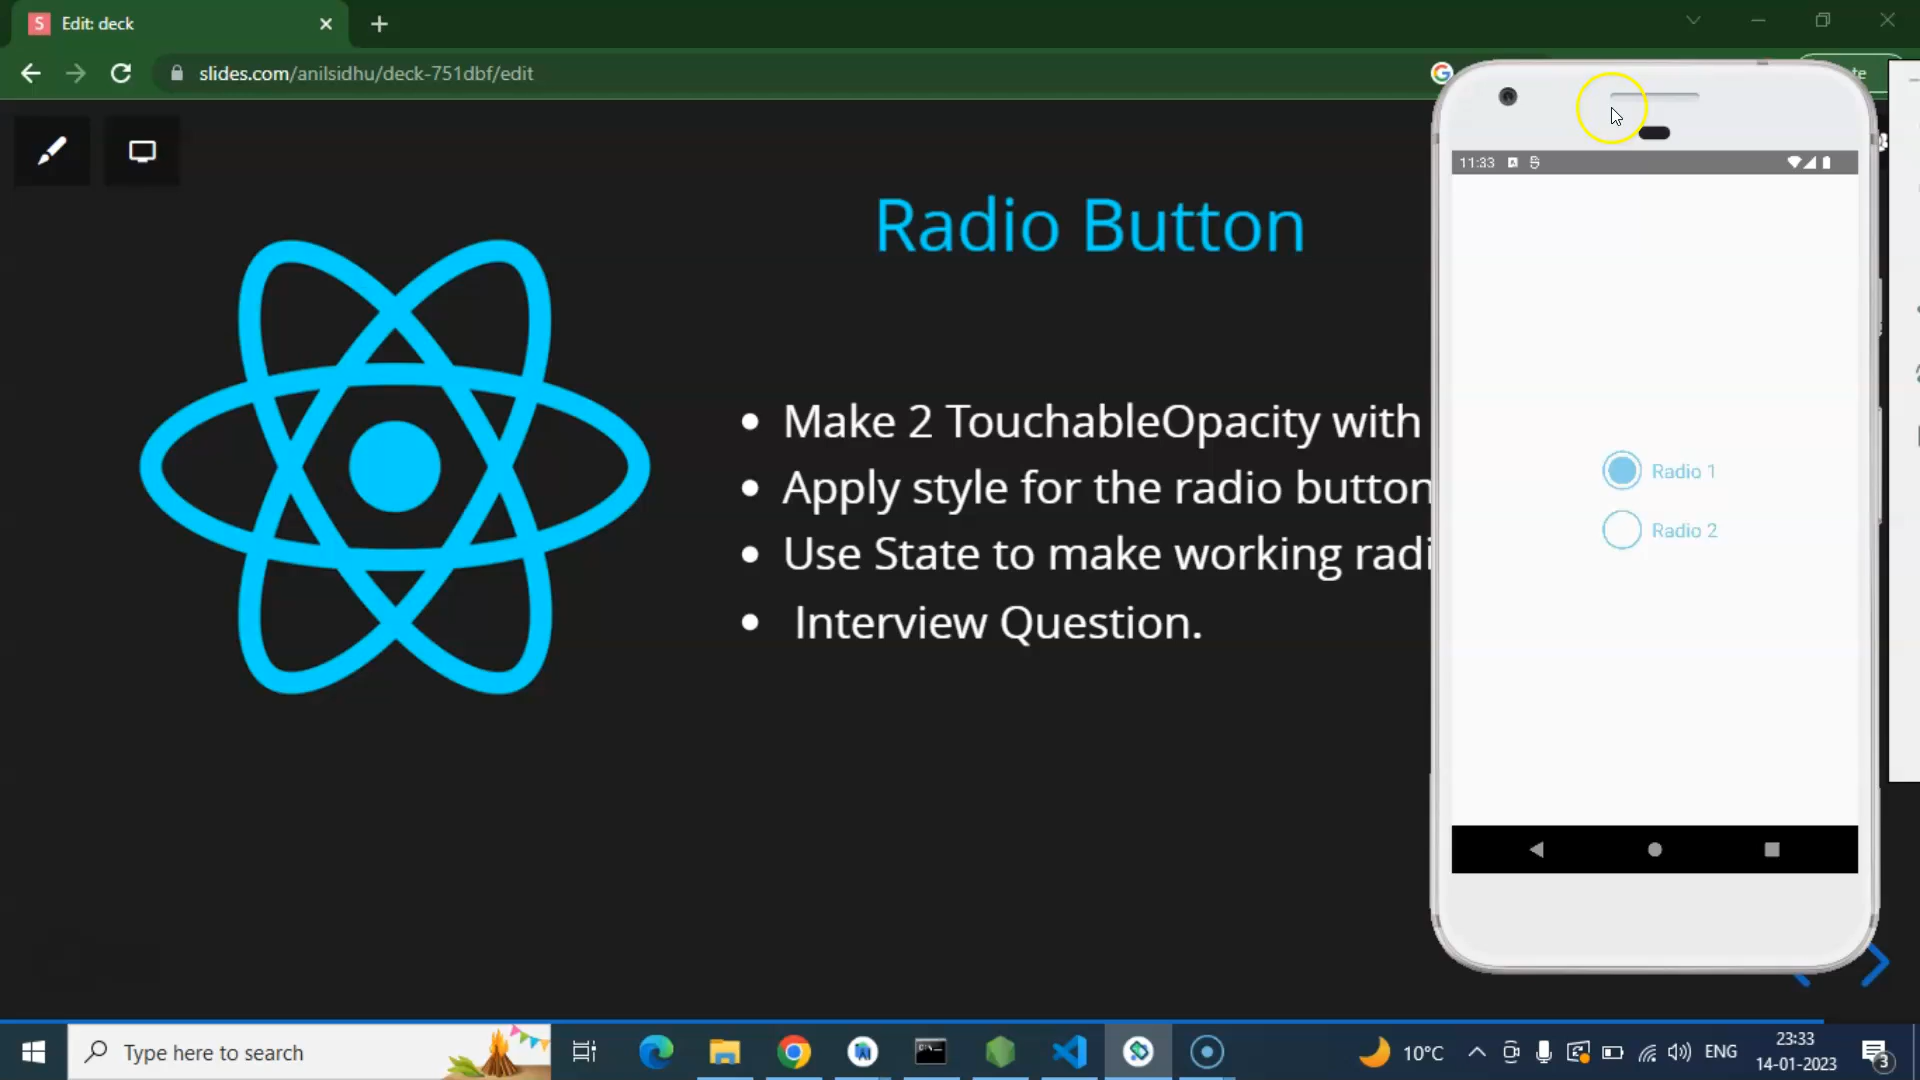 S Edit: deck
slides.com/anilsidhu/deck-751dbf/edit
Radio Button
Make 2 TouchableOpacity with
Apply style for the radio button
Use State to make working radi
Interview Question.
11:33
Radio 1
Radio 2
Type here to search
10°C
ENG
23:33
14-01-2023
3